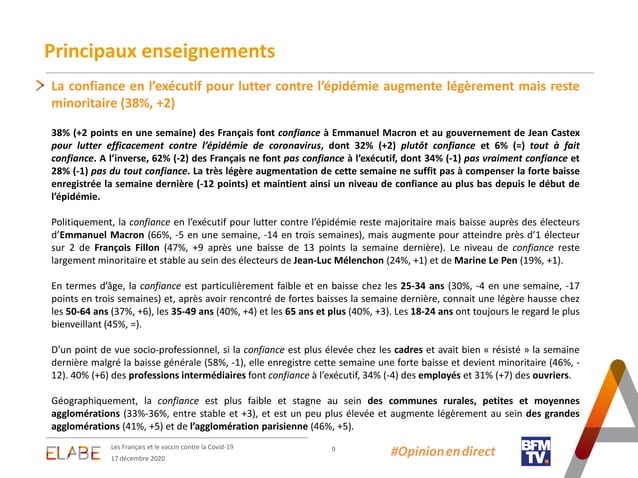 Principaux enseignements
La confiance en l’exécutif pour lutter contre l’épidémie augmente légèrement mais reste
minoritaire (38%, +2)
38% (+2 points en une semaine) des Français font confiance à Emmanuel Macron et au gouvernement de Jean Castex
pour lutter efficacement contre l’épidémie de coronavirus, dont 32% (+2) plutôt confiance et 6% (=) tout à fait
confiance. A l’inverse, 62% (-2) des Français ne font pas confiance à l’exécutif, dont 34% (-1) pas vraiment confiance et
28% (-1) pas du tout confiance. La très légère augmentation de cette semaine ne suffit pas à compenser la forte baisse
enregistrée la semaine dernière (-12 points) et maintient ainsi un niveau de confiance au plus bas depuis le début de
l’épidémie.
Politiquement, la confiance en l’exécutif pour lutter contre l’épidémie reste majoritaire mais baisse auprès des électeurs
d’Emmanuel Macron (66%, -5 en une semaine, -14 en trois semaines), mais augmente pour atteindre près d’1 électeur
sur 2 de François Fillon (47%, +9 après une baisse de 13 points la semaine dernière). Le niveau de confiance reste
largement minoritaire et stable au sein des électeurs de Jean-Luc Mélenchon (24%, +1) et de Marine Le Pen (19%, +1).
En termes d’âge, la confiance est particulièrement faible et en baisse chez les 25-34 ans (30%, -4 en une semaine, -17
points en trois semaines) et, après avoir rencontré de fortes baisses la semaine dernière, connait une légère hausse chez
les 50-64 ans (37%, +6), les 35-49 ans (40%, +4) et les 65 ans et plus (40%, +3). Les 18-24 ans ont toujours le regard le plus
bienveillant (45%, =).
D’un point de vue socio-professionnel, si la confiance est plus élevée chez les cadres et avait bien « résisté » la semaine
dernière malgré la baisse générale (58%, -1), elle enregistre cette semaine une forte baisse et devient minoritaire (46%, -
12). 40% (+6) des professions intermédiaires font confiance à l’exécutif, 34% (-4) des employés et 31% (+7) des ouvriers.
Géographiquement, la confiance est plus faible et stagne au sein des communes rurales, petites et moyennes
agglomérations (33%-36%, entre stable et +3), et est un peu plus élevée et augmente légèrement au sein des grandes
agglomérations (41%, +5) et de l’agglomération parisienne (46%, +5).
ELABE
Les Français et le vaccin contre la Covid-19
17 décembre 2020
9
#Opinionendirect
BFM
TV.